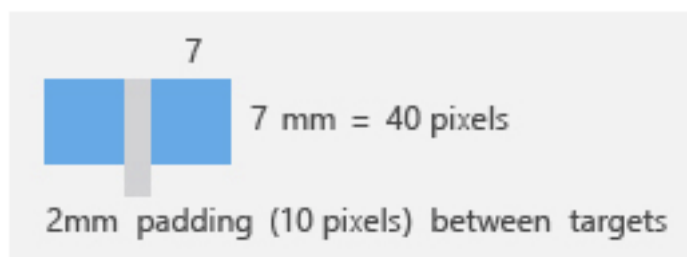 7
7 mm = 40 pixels
2mm padding (10 pixels) between targets